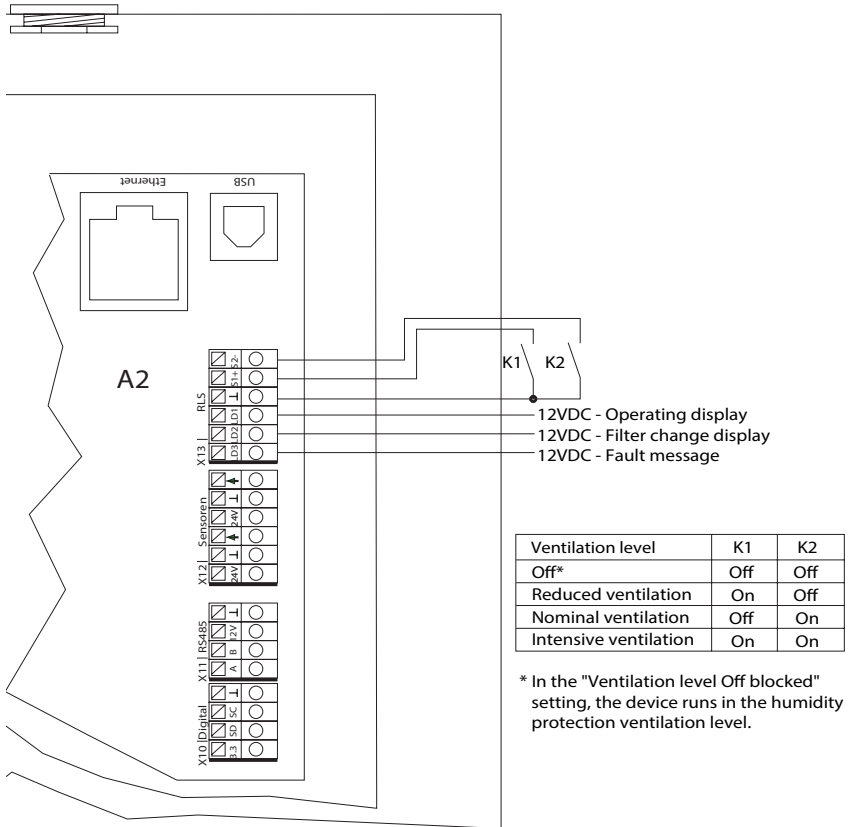 Ethernet
USB
A2
X13 | RLS
S2-
S1+
⊥
LD1
LD2
LD3
X12 | Sensoren
⊥
24V
⊥
24V
X11 | RS485
⊥
12V
B
A
X10 |Digital
⊥
SC
SD
3.3
K1
K2
12VDC - Operating display
12VDC - Filter change display
12VDC - Fault message
Ventilation level K1 K2
Off* Off Off
Reduced ventilation On Off
Nominal ventilation Off On
Intensive ventilation On On
* In the "Ventilation level Off blocked"
setting, the device runs in the humidity
protection ventilation level.